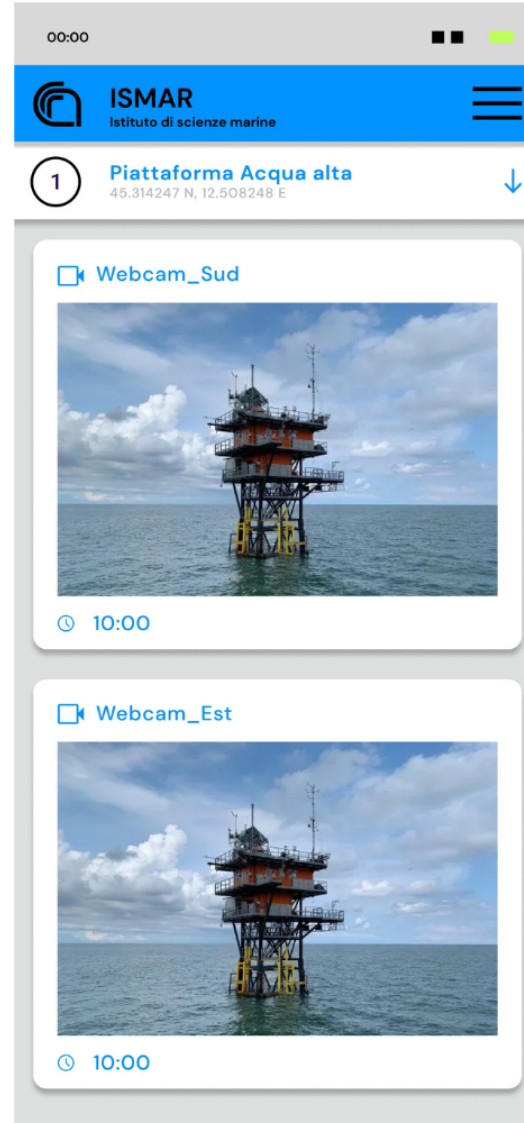 00:00
ISMAR
Istituto di scienze marine
1
Piattaforma Acqua alta
45.314247 N, 12.508248 E
Webcam_Sud
10:00
Webcam_Est
10:00